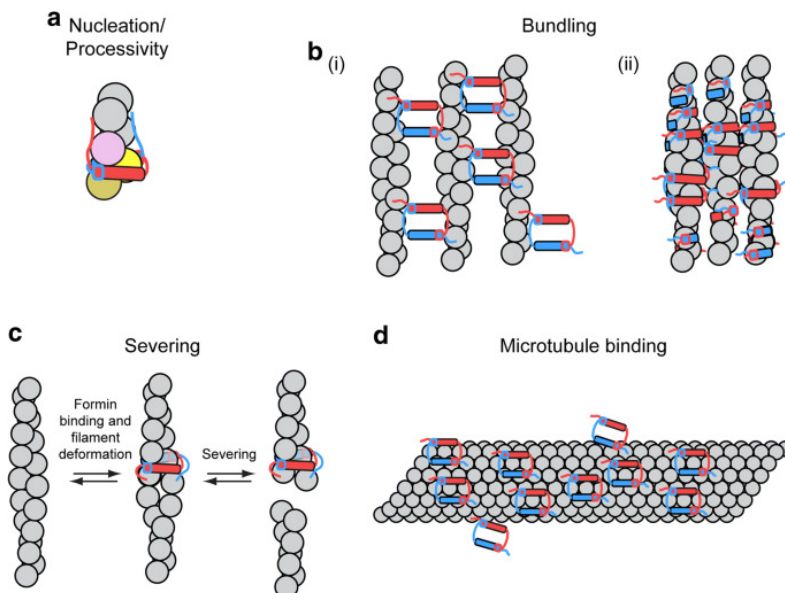 a
Nucleation/
Processivity
Bundling
b
(i)
(ii)
c
Severing
Formin
binding and
filament
deformation
Severing
d
Microtubule binding